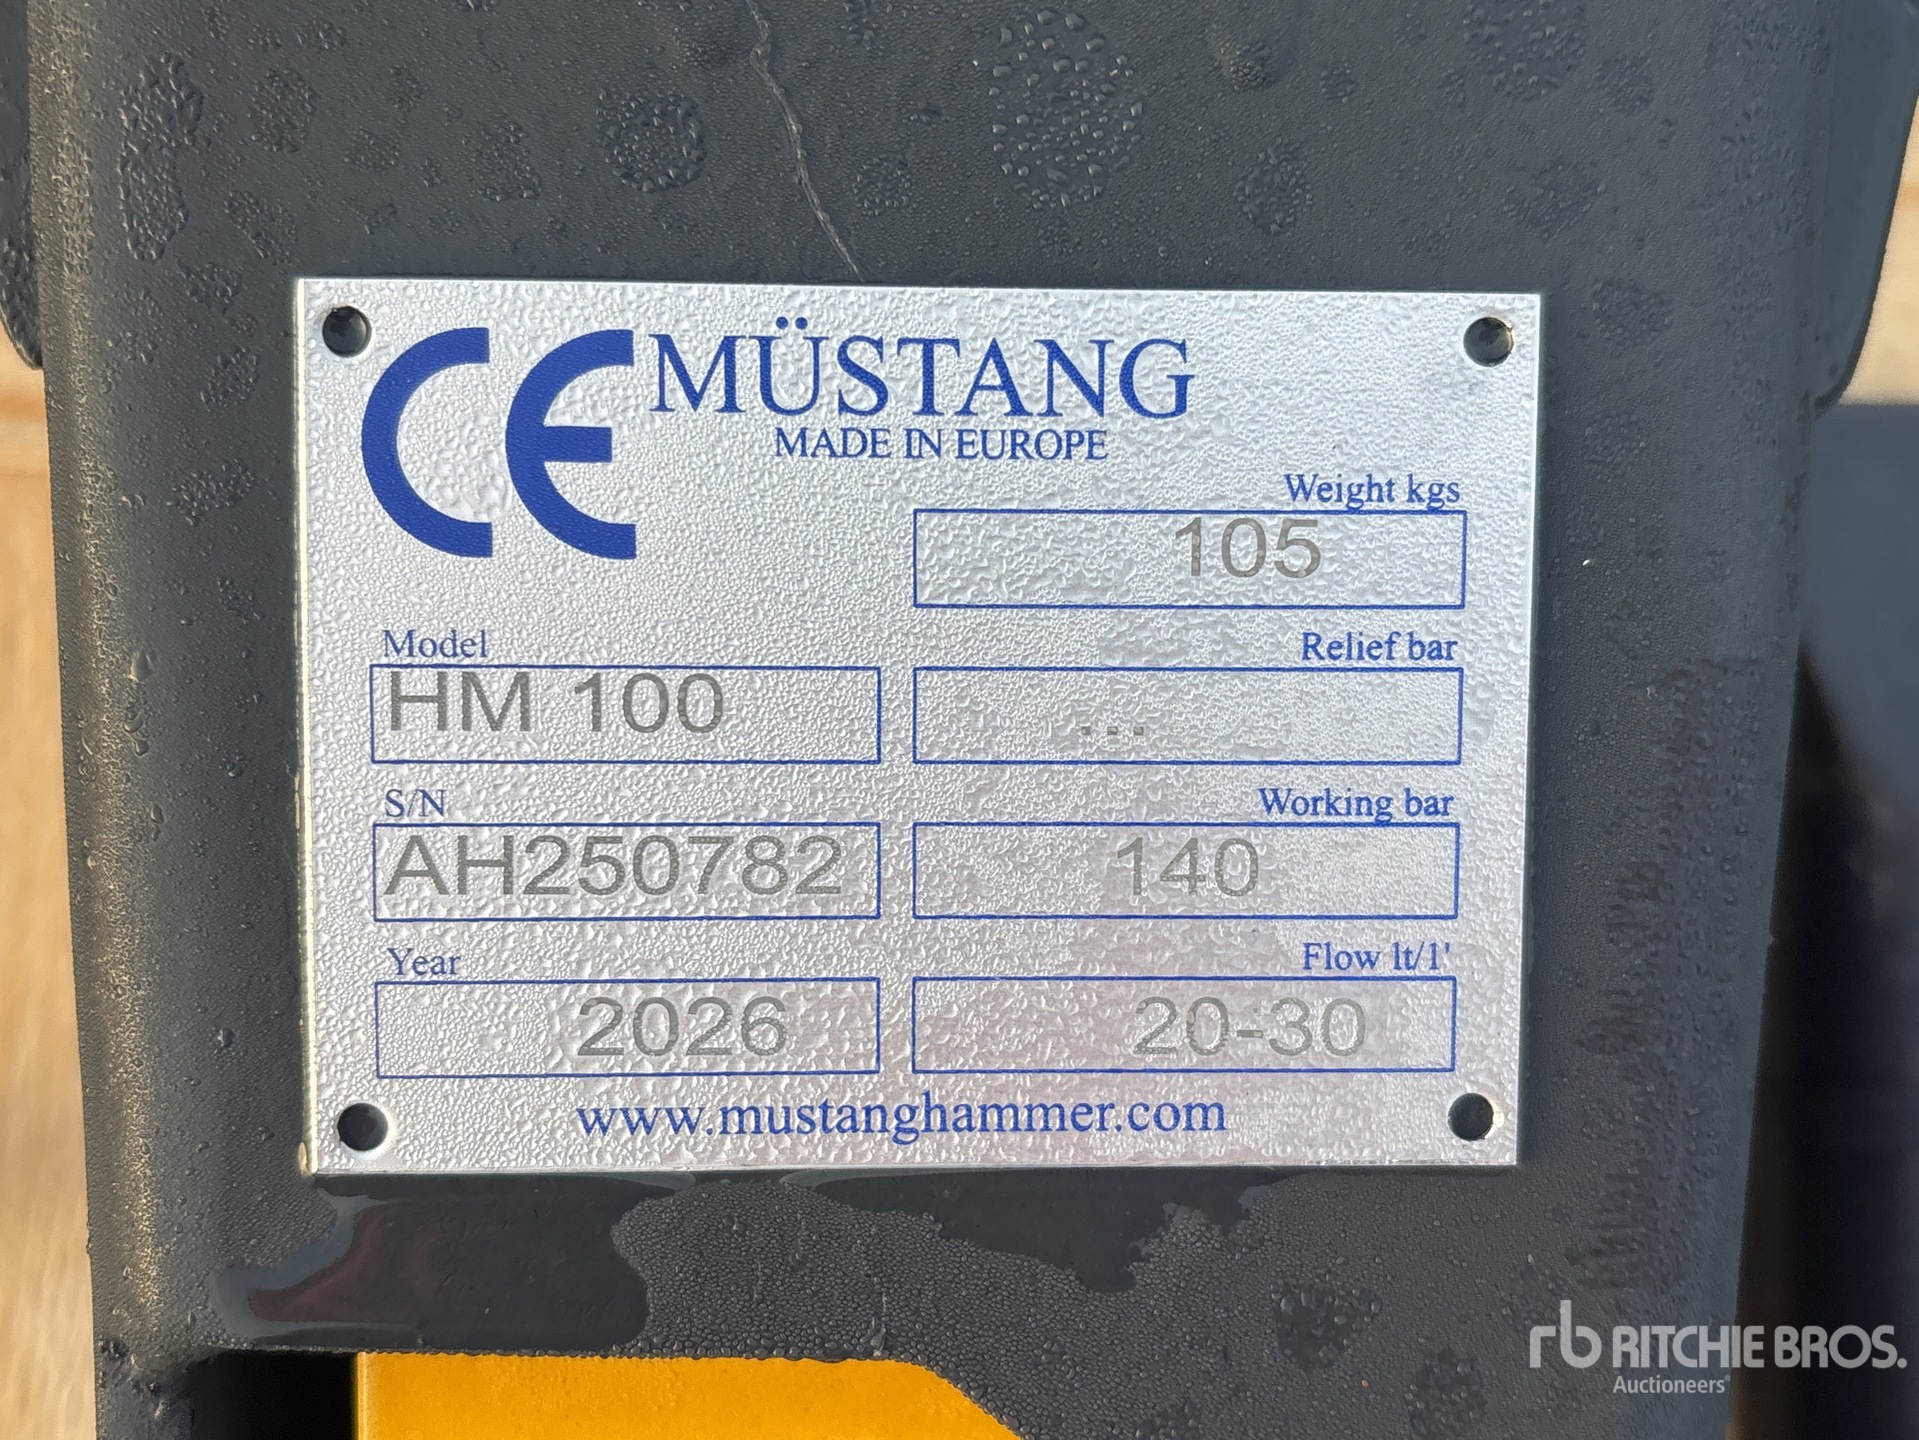 CE MÜSTANG
MADE IN EUROPE
Weight kgs
105
Model
HM 100
Relief bar
...
S/N
AH250782
Working bar
140
Year
2026
Flow lt/1'
20-30
www.mustanghammer.com
rb RITCHIE BROS.
Auctioneers